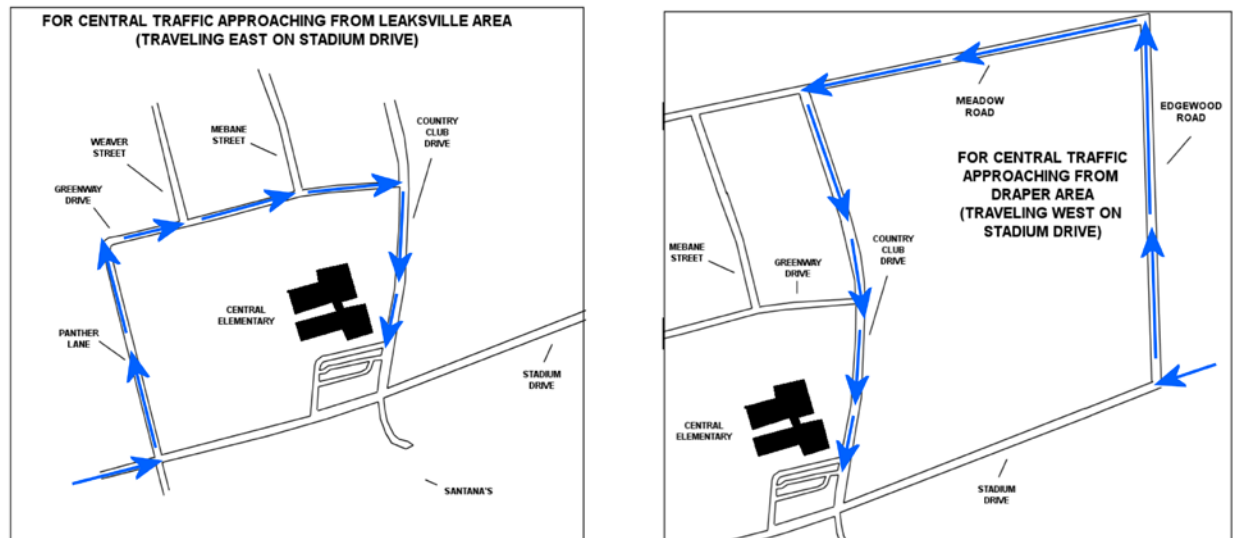 FOR CENTRAL TRAFFIC APPROACHING FROM LEAKSVILLE AREA
(TRAVELING EAST ON STADIUM DRIVE)
WEAVER
STREET
MEBANE
STREET
COUNTRY
CLUB
DRIVE
GREENWAY
DRIVE
CENTRAL
ELEMENTARY
PANTHER
LANE
STADIUM
DRIVE
SANTANA'S
MEADOW
ROAD
EDGEWOOD
ROAD
FOR CENTRAL TRAFFIC
APPROACHING FROM
DRAPER AREA
(TRAVELING WEST ON
STADIUM DRIVE)
MEBANE
STREET
GREENWAY
DRIVE
COUNTRY
CLUB
DRIVE
CENTRAL
ELEMENTARY
STADIUM
DRIVE